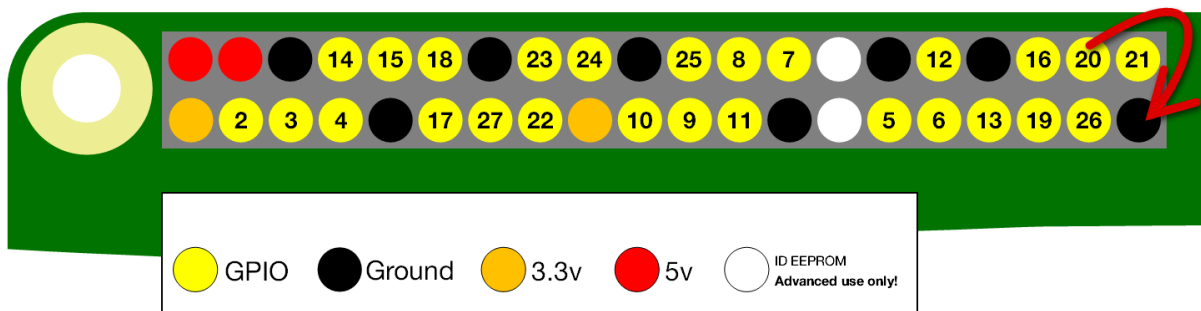 14 15 18 23 24 25 8 7 12 16 20 21
2 3 4 17 27 22 10 9 11 5 6 13 19 26
GPIO Ground 3.3v 5v ID EEPROM
Advanced use only!